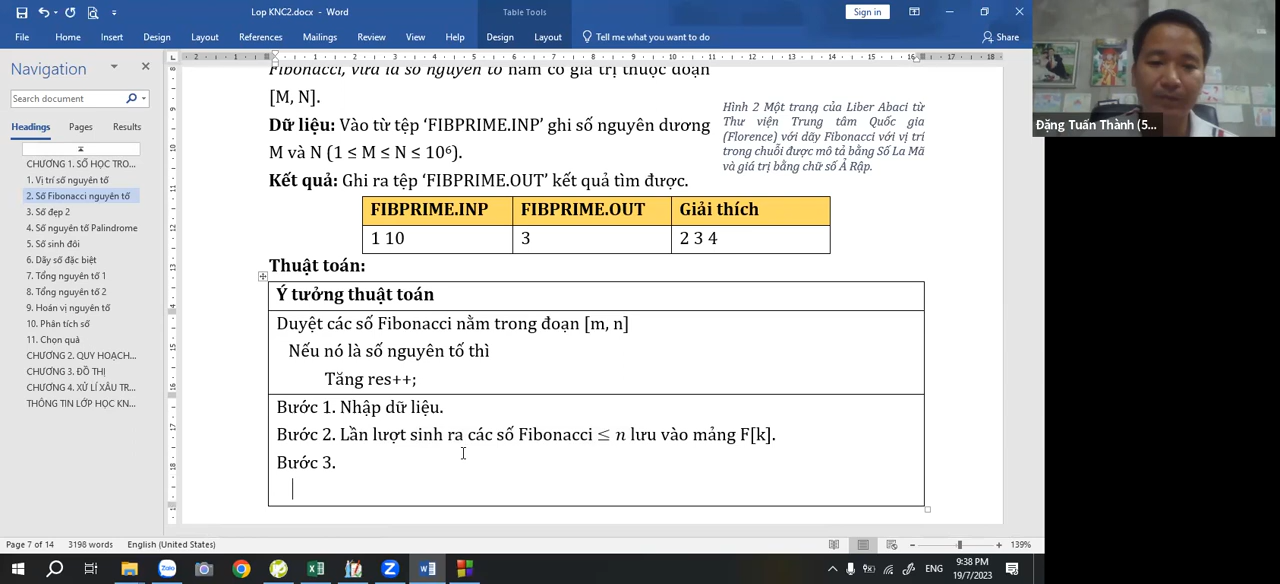 Lop KNC2.docx - Word
Table Tools
Sign in
File
Home
Insert
Design
Layout
References
Mailings
Review
View
Help
Design
Layout
Tell me what you want to do
Share
Navigation
Search document
Headings
Pages
Results
CHƯƠNG 1. SỐ HỌC TRO...
1. Vị trí số nguyên tố
2. Số Fibonacci nguyên tố
3. Số đẹp 2
4. Số nguyên tố Palindrome
5. Số sinh đôi
6. Dãy số đặc biệt
7. Tổng nguyên tố 1
8. Tổng nguyên tố 2
9. Hoán vị nguyên tố
10. Phân tích số
11. Chọn quà
CHƯƠNG 2. QUY HOẠCH...
CHƯƠNG 3. ĐỒ THỊ
CHƯƠNG 4. XỬ LÍ XÂU TR...
THÔNG TIN LỚP HỌC KN...
Fibonacci, vừa là số nguyên tố nằm có giá trị thuộc đoạn
[M, N].
Dữ liệu: Vào từ tệp ‘FIBPRIME.INP’ ghi số nguyên dương
M và N (1 ≤ M ≤ N ≤ 10⁶).
Kết quả: Ghi ra tệp ‘FIBPRIME.OUT’ kết quả tìm được.
Hình 2 Một trang của Liber Abaci từ
Thư viện Trung tâm Quốc gia
(Florence) với dãy Fibonacci với vị trí
trong chuỗi được mô tả bằng Số La Mã
và giá trị bằng chữ số Ả Rập.
FIBPRIME.INP FIBPRIME.OUT Giải thích
1 10 3 2 3 4
Thuật toán:
Ý tưởng thuật toán
Duyệt các số Fibonacci nằm trong đoạn [m, n]
Nếu nó là số nguyên tố thì
Tăng res++;
Bước 1. Nhập dữ liệu.
Bước 2. Lần lượt sinh ra các số Fibonacci ≤ n lưu vào mảng F[k].
Bước 3.
Đặng Tuấn Thành (5...
Page 7 of 14
3198 words
English (United States)
139%
Zalo
ENG
9:38 PM
19/7/2023